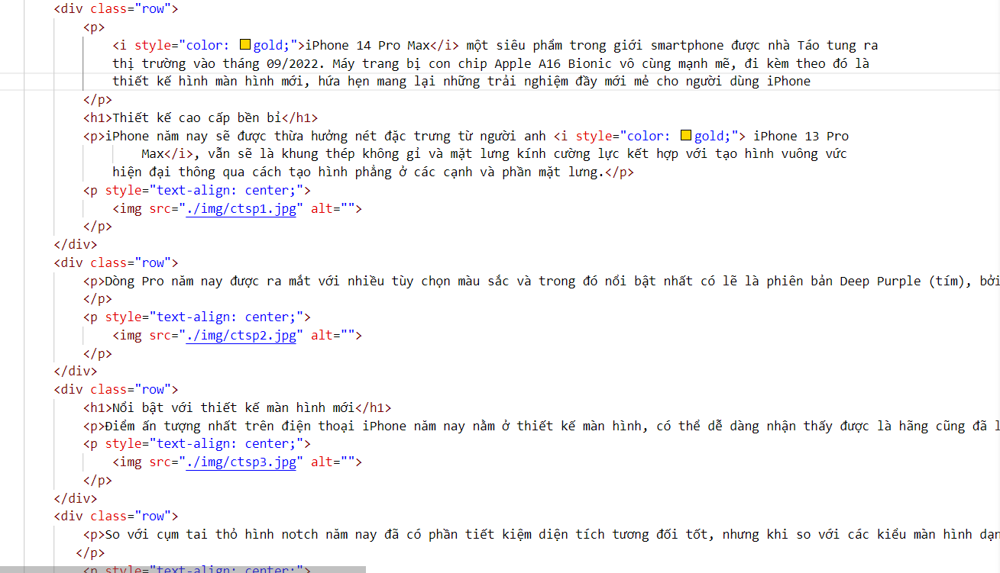 <div class="row">
<p>
<i style="color: gold;">iPhone 14 Pro Max</i> một siêu phẩm trong giới smartphone được nhà Táo tung ra
thị trường vào tháng 09/2022. Máy trang bị con chip Apple A16 Bionic vô cùng mạnh mẽ, đi kèm theo đó là
thiết kế hình màn hình mới, hứa hẹn mang lại những trải nghiệm đầy mới mẻ cho người dùng iPhone
</p>
<h1>Thiết kế cao cấp bền bỉ</h1>
<p>iPhone năm nay sẽ được thừa hưởng nét đặc trưng từ người anh <i style="color: gold;"> iPhone 13 Pro
Max</i>, vẫn sẽ là khung thép không gỉ và mặt lưng kính cường lực kết hợp với tạo hình vuông vức
hiện đại thông qua cách tạo hình phẳng ở các cạnh và phần mặt lưng.</p>
<p style="text-align: center;">
<img src="./img/ctsp1.jpg" alt="">
</p>
</div>
<div class="row">
<p>Dòng Pro năm nay được ra mắt với nhiều tùy chọn màu sắc và trong đó nổi bật nhất có lẽ là phiên bản Deep Purple (tím), bởi
</p>
<p style="text-align: center;">
<img src="./img/ctsp2.jpg" alt="">
</p>
</div>
<div class="row">
<h1>Nổi bật với thiết kế màn hình mới</h1>
<p>Điểm ấn tượng nhất trên điện thoại iPhone năm nay nằm ở thiết kế màn hình, có thể dễ dàng nhận thấy được là hãng cũng đã l
<p style="text-align: center;">
<img src="./img/ctsp3.jpg" alt="">
</p>
</div>
<div class="row">
<p>So với cụm tai thỏ hình notch năm nay đã có phần tiết kiệm diện tích tương đối tốt, nhưng khi so với các kiểu màn hình dạn
</p>
<p style="text-align: center;">